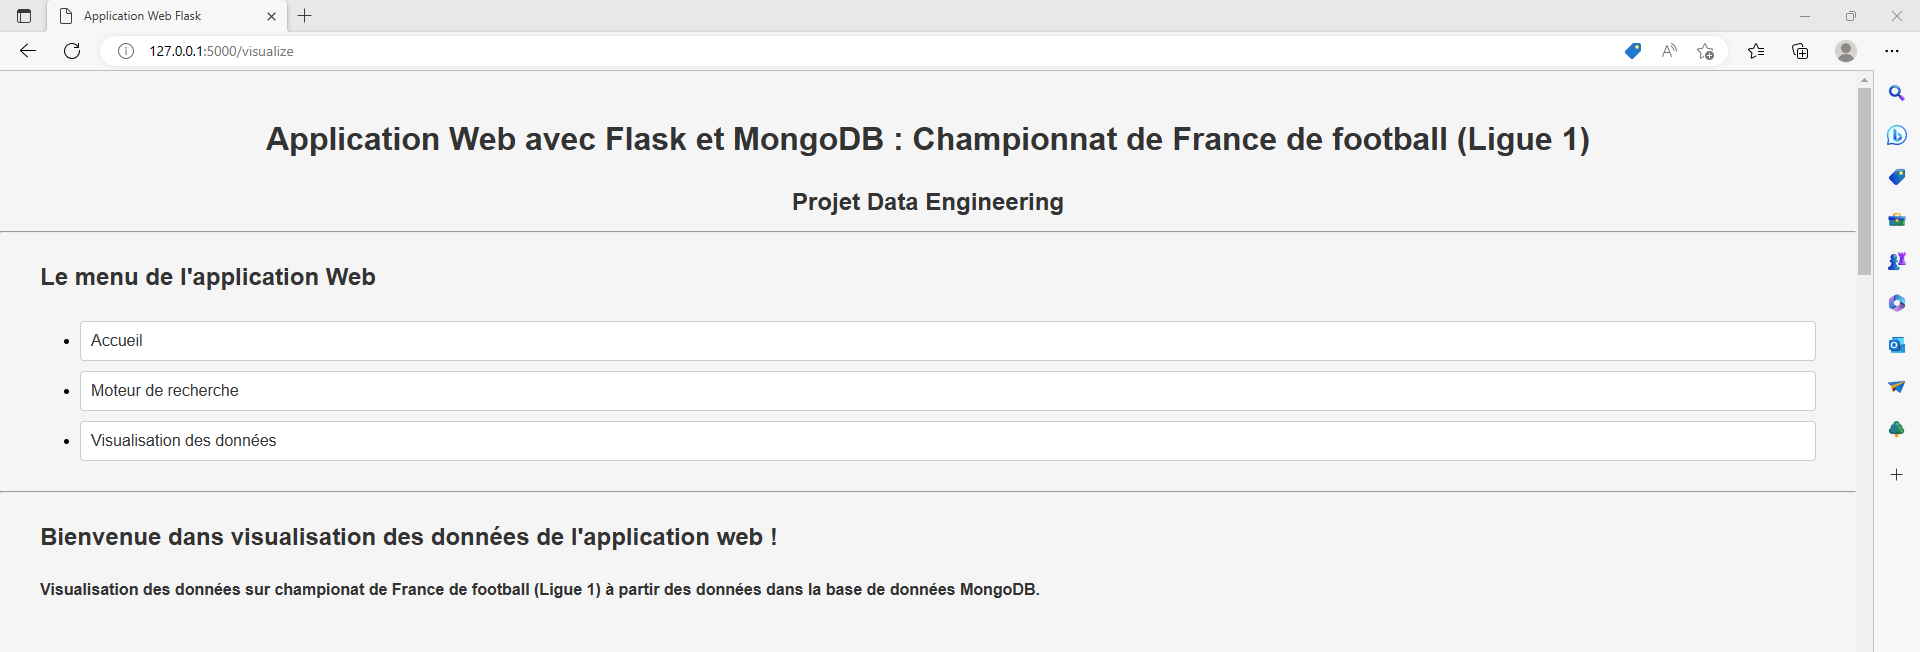 Application Web Flask
127.0.0.1:5000/visualize
Application Web avec Flask et MongoDB : Championnat de France de football (Ligue 1)
Projet Data Engineering
Le menu de l'application Web
Accueil
Moteur de recherche
Visualisation des données
Bienvenue dans visualisation des données de l'application web !
Visualisation des données sur championat de France de football (Ligue 1) à partir des données dans la base de données MongoDB.